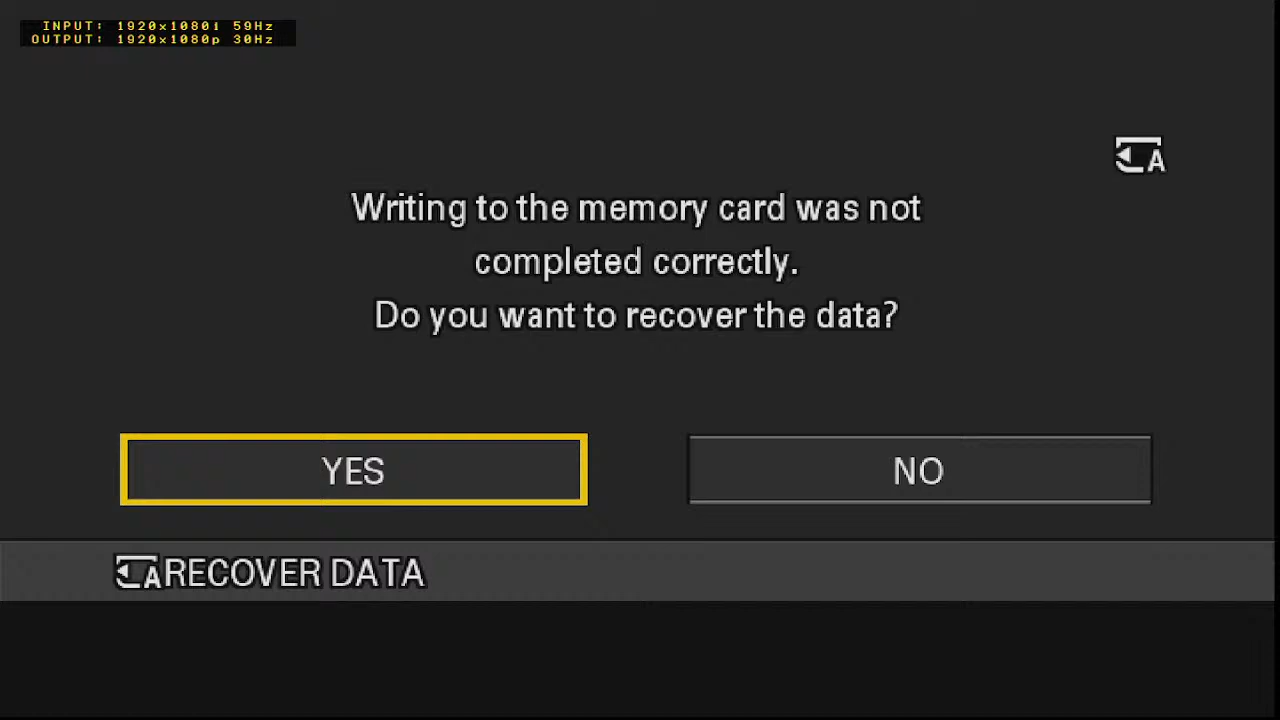 INPUT: 1920x1080i 59Hz
OUTPUT: 1920x1080p 30Hz
A
Writing to the memory card was not
completed correctly.
Do you want to recover the data?
YES NO
A RECOVER DATA